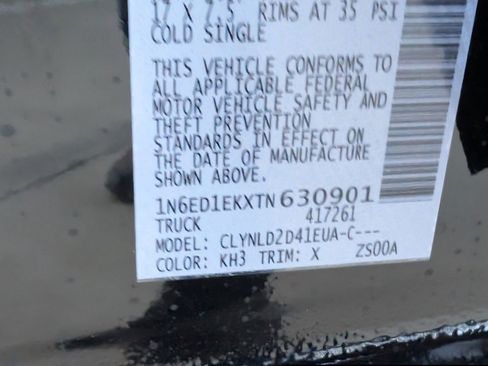 17 X 7.5" RIMS AT 35 PSI
COLD SINGLE
THIS VEHICLE CONFORMS TO
ALL APPLICABLE FEDERAL
MOTOR VEHICLE SAFETY AND
THEFT PREVENTION
STANDARDS IN EFFECT ON
THE DATE OF MANUFACTURE
SHOWN ABOVE.
1N6ED1EKXTN630901
TRUCK 417261
MODEL: CLYNLD2D41EUA-C---
COLOR: KH3 TRIM: X ZS00A